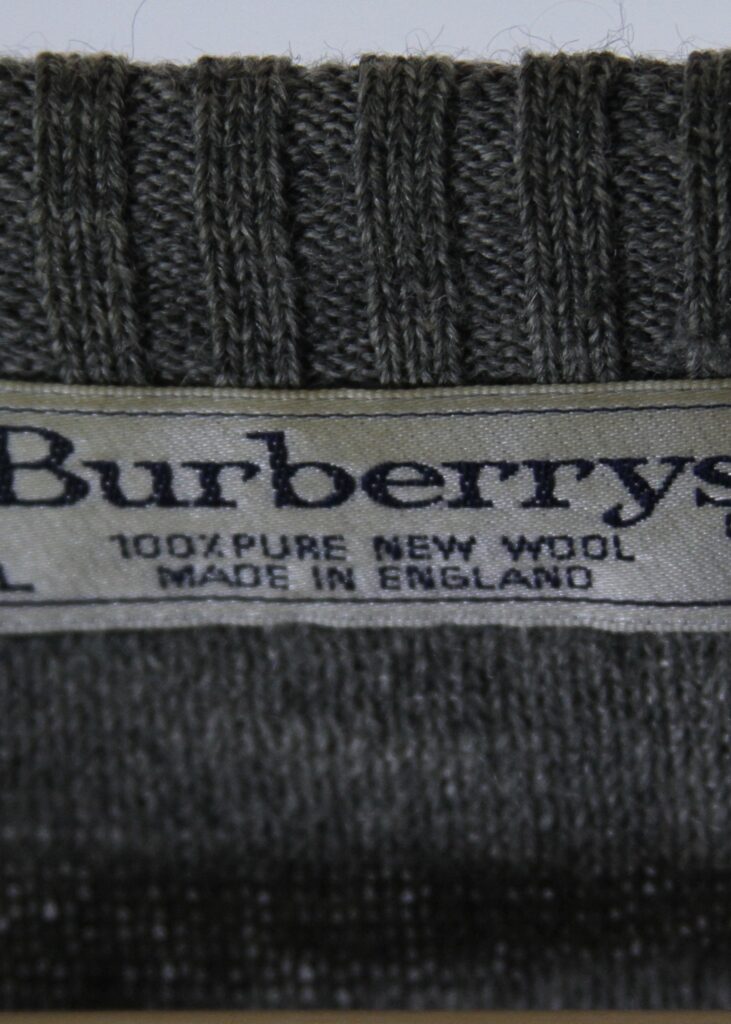 Burberrys
100% PURE NEW WOOL
L MADE IN ENGLAND